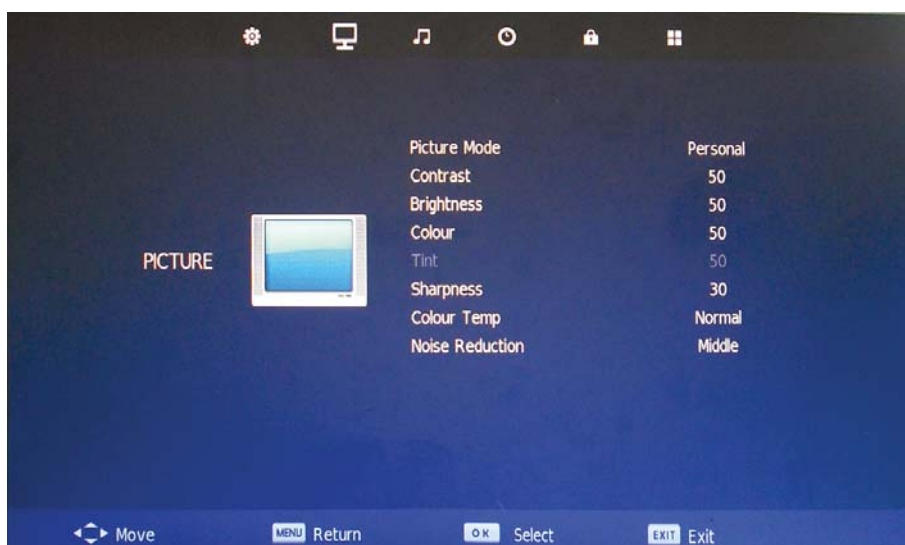 Picture Mode Personal
Contrast 50
Brightness 50
Colour 50
PICTURE
Tint 50
Sharpness 30
Colour Temp Normal
Noise Reduction Middle
Move MENU Return OK Select EXIT Exit